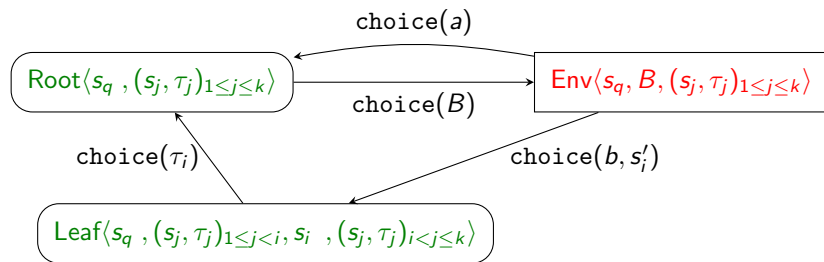 choice(a)
Root⟨s_q , (s_j, τ_j)_{1≤j≤k}⟩
Env⟨s_q, B, (s_j, τ_j)_{1≤j≤k}⟩
choice(B)
choice(τ_i)
choice(b, s'_i)
Leaf⟨s_q , (s_j, τ_j)_{1≤j<i}, s_i , (s_j, τ_j)_{i<j≤k}⟩